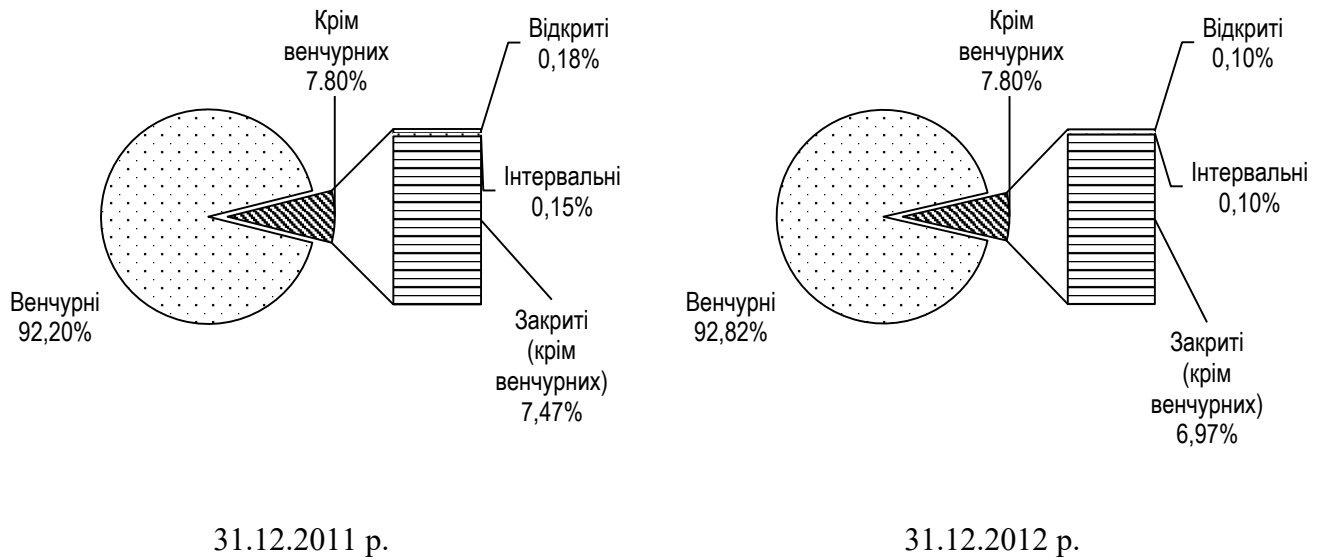 Крім
венчурних
7.80%
Відкриті
0,18%
Інтервальні
0,15%
Венчурні
92,20%
Закриті
(крім
венчурних)
7,47%
31.12.2011 р.
Крім
венчурних
7.80%
Відкриті
0,10%
Інтервальні
0,10%
Венчурні
92,82%
Закриті
(крім
венчурних)
6,97%
31.12.2012 р.